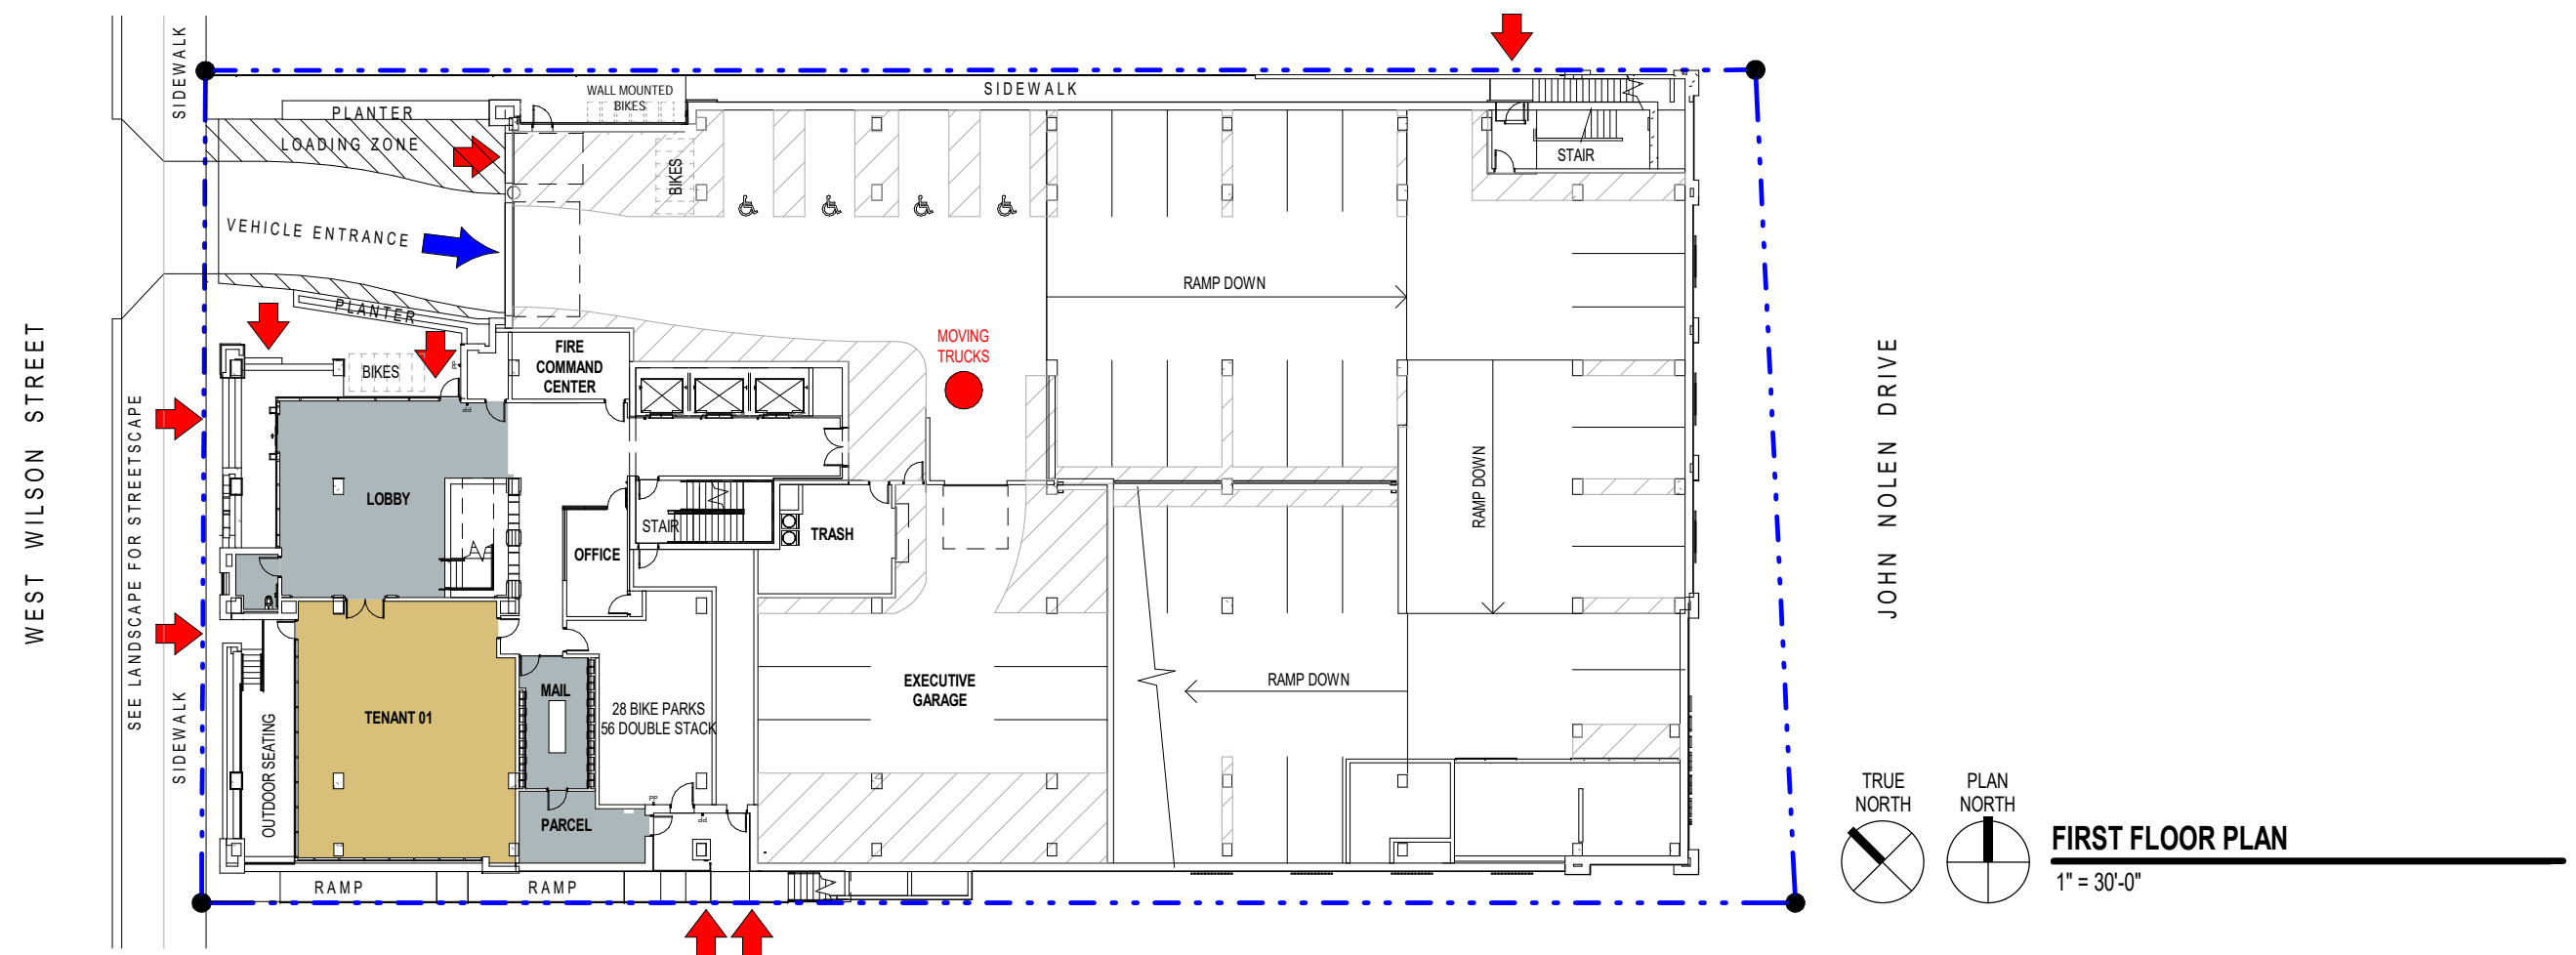 SIDEWALK
WALL MOUNTED
BIKES
SIDEWALK
PLANTER
LOADING ZONE
BIKES
STAIR
VEHICLE ENTRANCE
RAMP DOWN
PLANTER
MOVING
TRUCKS
FIRE
COMMAND
CENTER
BIKES
WEST WILSON STREET
SEE LANDSCAPE FOR STREETSCAPE
JOHN NOLEN DRIVE
LOBBY
RAMP DOWN
STAIR
TRASH
OFFICE
SIDEWALK
OUTDOOR SEATING
TENANT 01
MAIL
28 BIKE PARKS
56 DOUBLE STACK
EXECUTIVE
GARAGE
RAMP DOWN
PARCEL
RAMP
RAMP
TRUE
NORTH
PLAN
NORTH
FIRST FLOOR PLAN
1" = 30'-0"